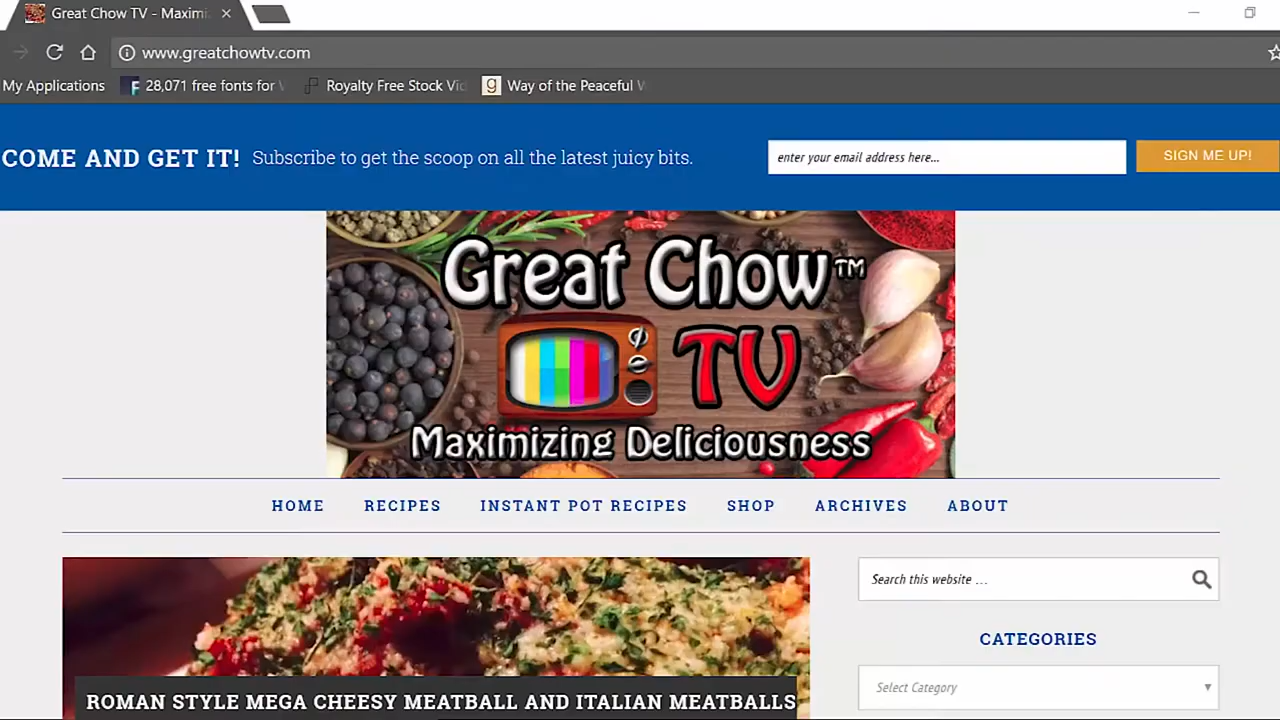 Great Chow TV - Maximi
www.greatchowtv.com
My Applications
28,071 free fonts for
Royalty Free Stock Vid
Way of the Peaceful
COME AND GET IT! Subscribe to get the scoop on all the latest juicy bits.
enter your email address here...
SIGN ME UP!
Great Chow™
TV
Maximizing Deliciousness
HOME RECIPES INSTANT POT RECIPES SHOP ARCHIVES ABOUT
Search this website …
CATEGORIES
Select Category
ROMAN STYLE MEGA CHEESY MEATBALL AND ITALIAN MEATBALLS